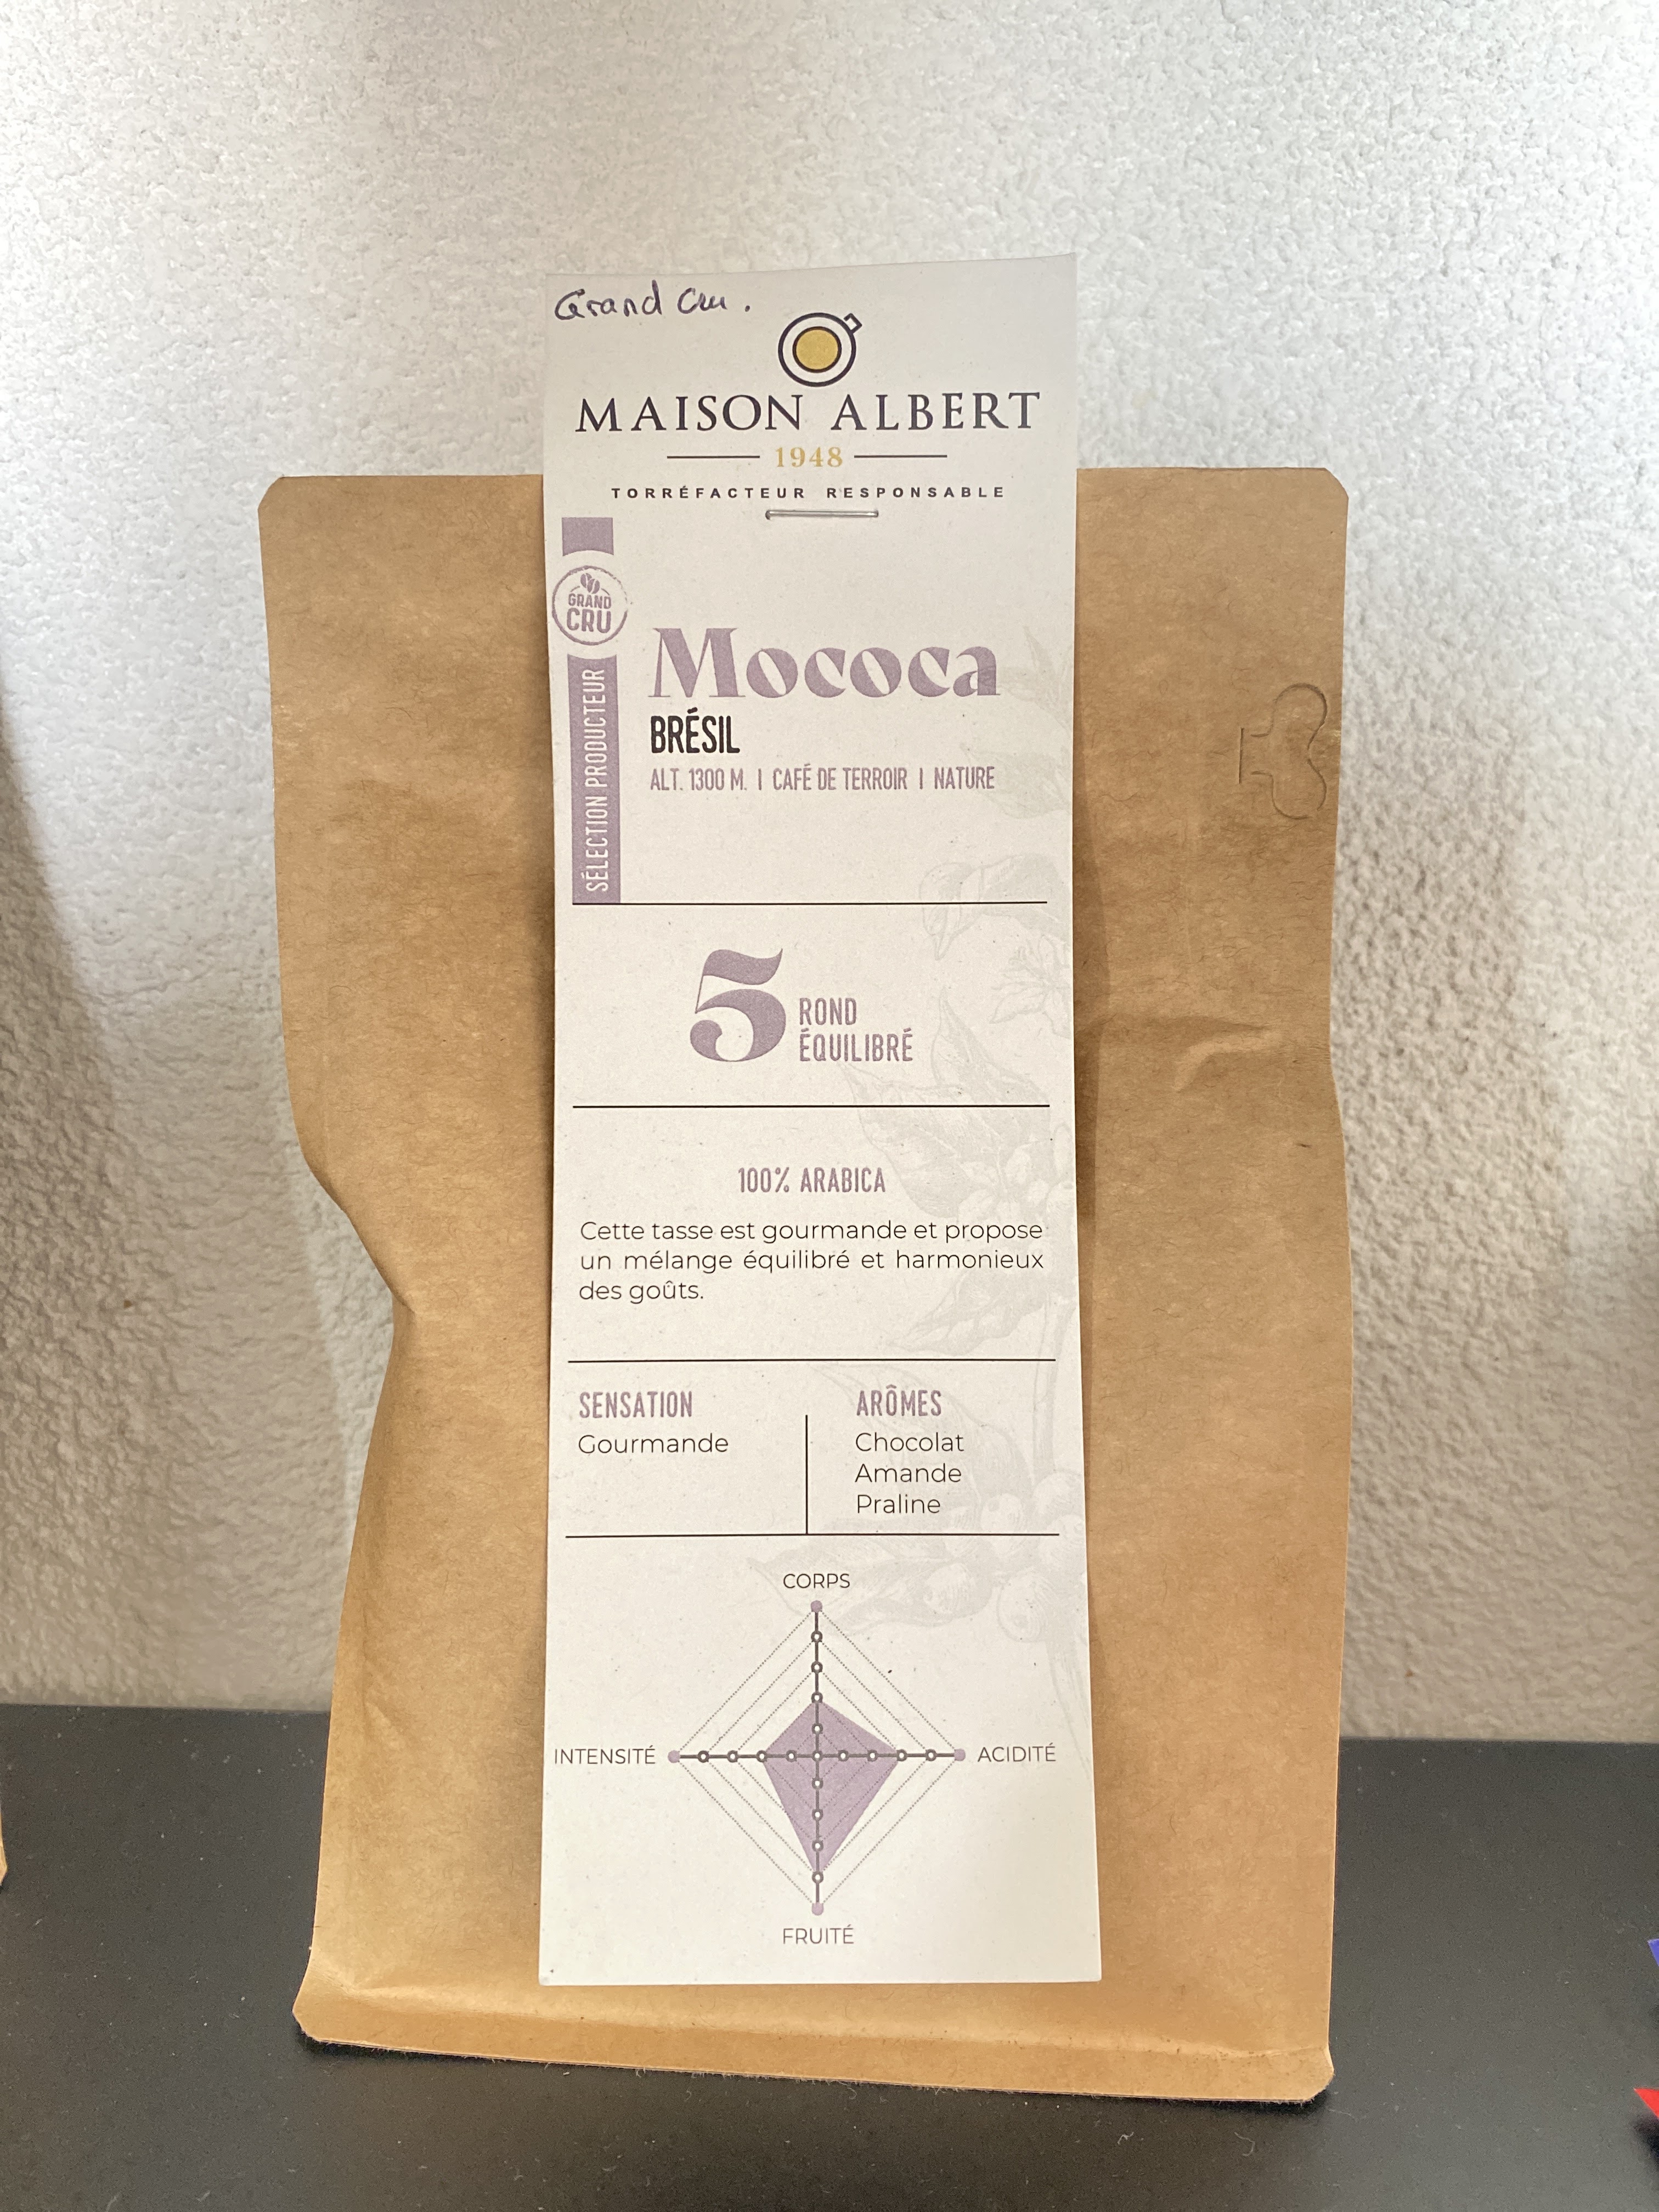 Grand Cru.
MAISON ALBERT
1948
TORRÉFACTEUR RESPONSABLE
GRAND
CRU
SÉLECTION PRODUCTEUR
Mococa
BRÉSIL
ALT. 1300 M. I CAFÉ DE TERROIR I NATURE
5 ROND
ÉQUILIBRÉ
100% ARABICA
Cette tasse est gourmande et propose
un mélange équilibré et harmonieux
des goûts.
SENSATION
Gourmande
ARÔMES
Chocolat
Amande
Praline
CORPS
INTENSITÉ
ACIDITÉ
FRUITÉ